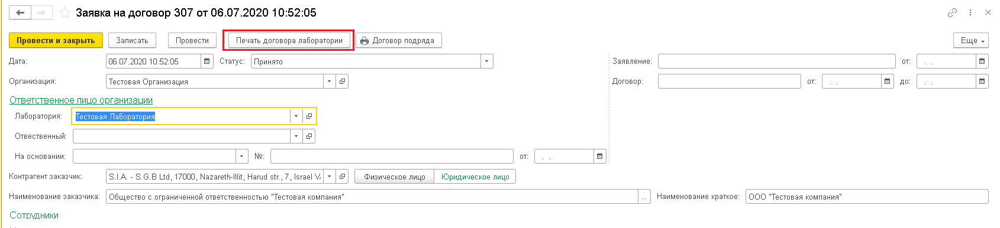 Заявка на договор 307 от 06.07.2020 10:52:05
Провести и закрыть Записать Провести Печать договора лаборатории Договор подряда Еще
Дата: 06.07.2020 10:52:05 Статус: Принято Заявление: от: . .
Организация: Тестовая Организация Договор: от: . . до: . .
Ответственное лицо организации
Лаборатория: Тестовая Лаборатория
Отвественный:
На основании: №: от: . .
Контрагент заказчик: S.I.A. - S.G.B Ltd, 17000, Nazareth-Illit, Harud str., 7, Israel Физическое лицо Юридическое лицо
Наименование заказчика: Общество с ограниченной ответственностью "Тестовая компания" ... Наименование краткое: ООО "Тестовая компания"
Сотрудники